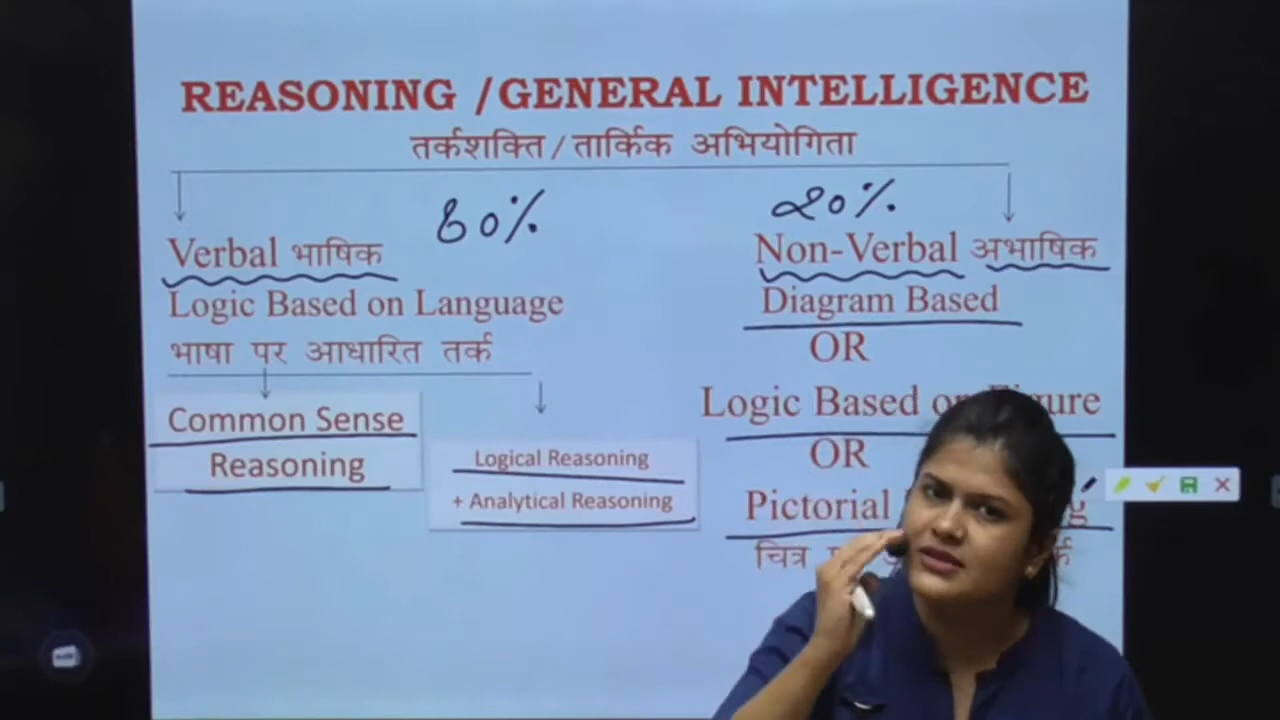 REASONING /GENERAL INTELLIGENCE
तर्कशक्ति / तार्किक अभियोगिता
80%
20%
Verbal भाषिक
Non-Verbal अभाषिक
Logic Based on Language
Diagram Based
भाषा पर आधारित तर्क
OR
Common Sense
Reasoning
Logical Reasoning
+ Analytical Reasoning
Logic Based on
OR
Pictorial
चित्र